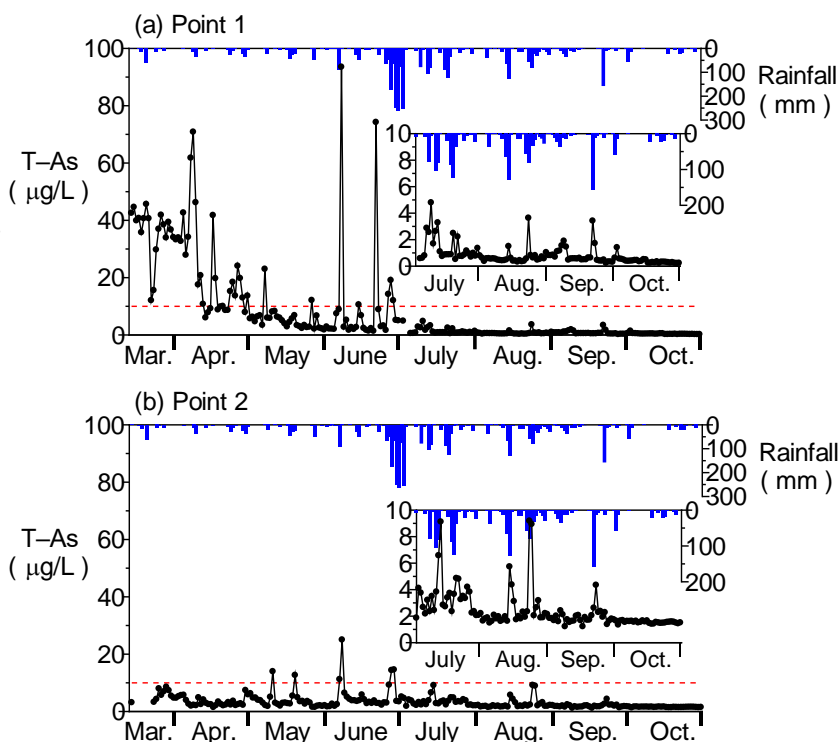 (a) Point 1
100
80
60
40
20
0
T–As
( μg/L )
0
100
200
300
Rainfall
( mm )
10
8
6
4
2
0
0
100
200
July Aug. Sep. Oct.
Mar. Apr. May June July Aug. Sep. Oct.
(b) Point 2
100
80
60
40
20
0
T–As
( μg/L )
0
100
200
300
Rainfall
( mm )
10
8
6
4
2
0
0
100
200
July Aug. Sep. Oct.
Mar. Apr. May June July Aug. Sep. Oct.